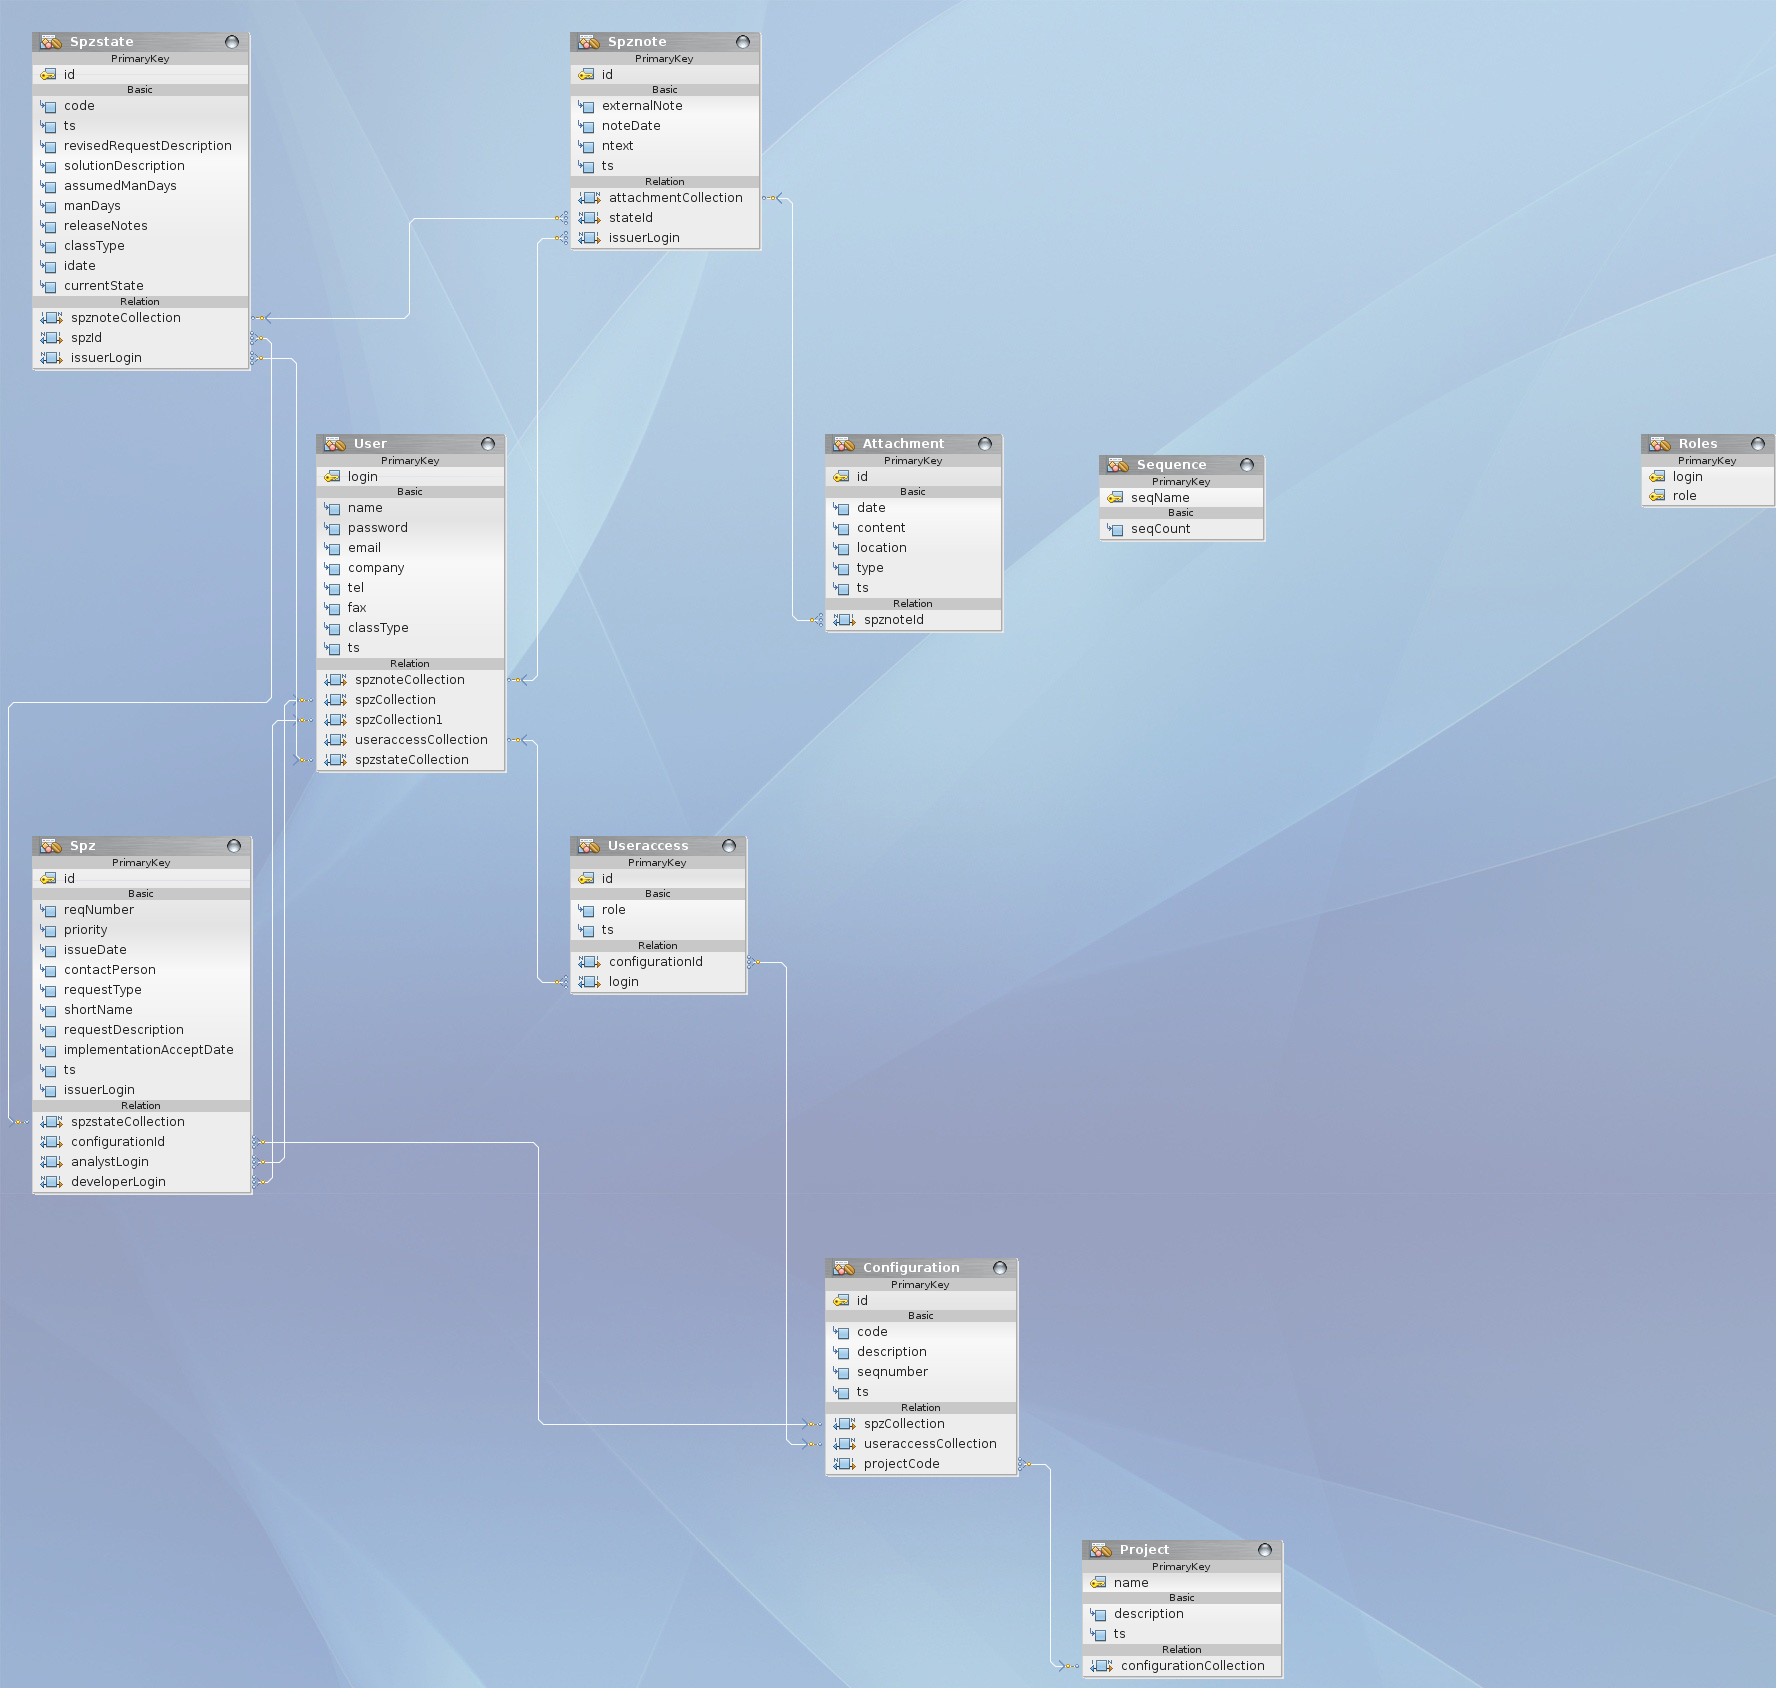 Spzstate
PrimaryKey
id
Basic
code
ts
revisedRequestDescription
solutionDescription
assumedManDays
manDays
releaseNotes
classType
idate
currentState
Relation
spznoteCollection
spzId
issuerLogin
Spznote
PrimaryKey
id
Basic
externalNote
noteDate
ntext
ts
Relation
attachmentCollection
stateId
issuerLogin
User
PrimaryKey
login
Basic
name
password
email
company
tel
fax
classType
ts
Relation
spznoteCollection
spzCollection
spzCollection1
useraccessCollection
spzstateCollection
Attachment
PrimaryKey
id
Basic
date
content
location
type
ts
Relation
spznoteId
Sequence
PrimaryKey
seqName
Basic
seqCount
Roles
PrimaryKey
login
role
Spz
PrimaryKey
id
Basic
reqNumber
priority
issueDate
contactPerson
requestType
shortName
requestDescription
implementationAcceptDate
ts
issuerLogin
Relation
spzstateCollection
configurationId
analystLogin
developerLogin
Useraccess
PrimaryKey
id
Basic
role
ts
Relation
configurationId
login
Configuration
PrimaryKey
id
Basic
code
description
seqnumber
ts
Relation
spzCollection
useraccessCollection
projectCode
Project
PrimaryKey
name
Basic
description
ts
Relation
configurationCollection